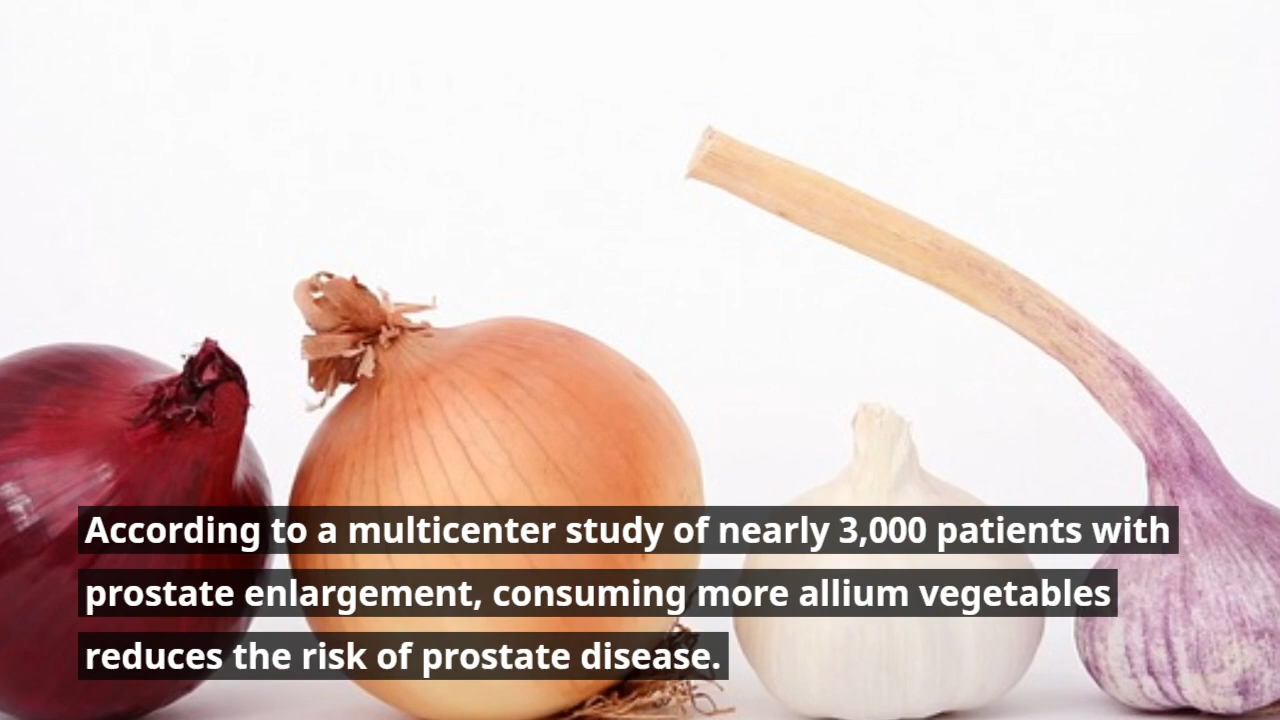 According to a multicenter study of nearly 3,000 patients with
prostate enlargement, consuming more allium vegetables
reduces the risk of prostate disease.